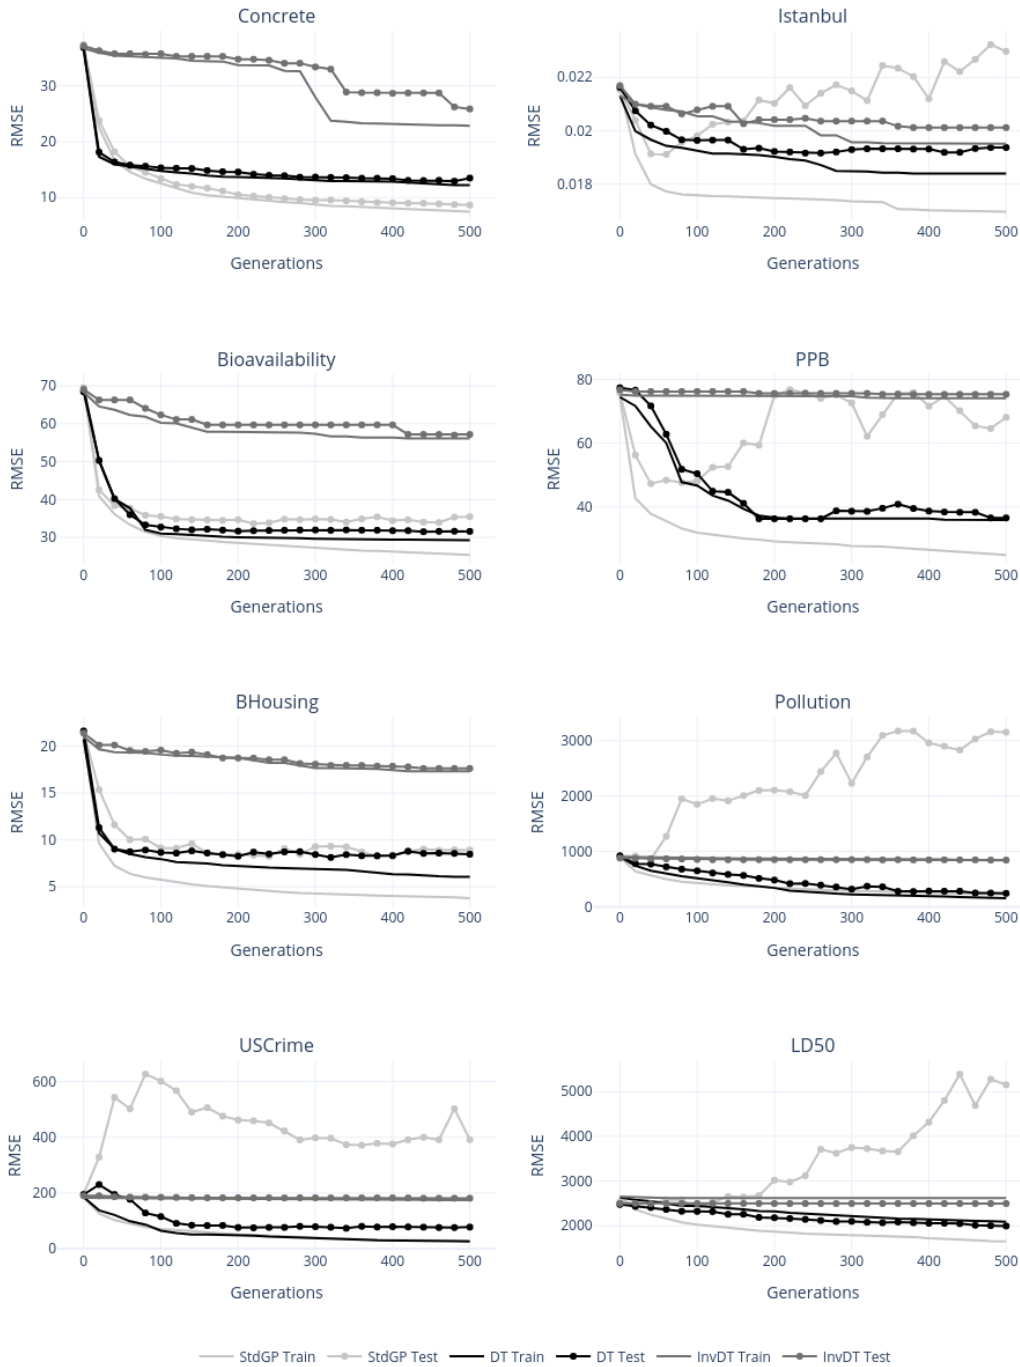 Concrete
Istanbul
30
20
10
RMSE
0 100 200 300 400 500
Generations
0.022
0.02
0.018
RMSE
0 100 200 300 400 500
Generations
Bioavailability
PPB
70
60
50
40
30
RMSE
0 100 200 300 400 500
Generations
80
60
40
RMSE
0 100 200 300 400 500
Generations
BHousing
Pollution
20
15
10
5
RMSE
0 100 200 300 400 500
Generations
3000
2000
1000
0
RMSE
0 100 200 300 400 500
Generations
USCrime
LD50
600
400
200
0
RMSE
0 100 200 300 400 500
Generations
5000
4000
3000
2000
RMSE
0 100 200 300 400 500
Generations
StdGP Train StdGP Test DT Train DT Test InvDT Train InvDT Test